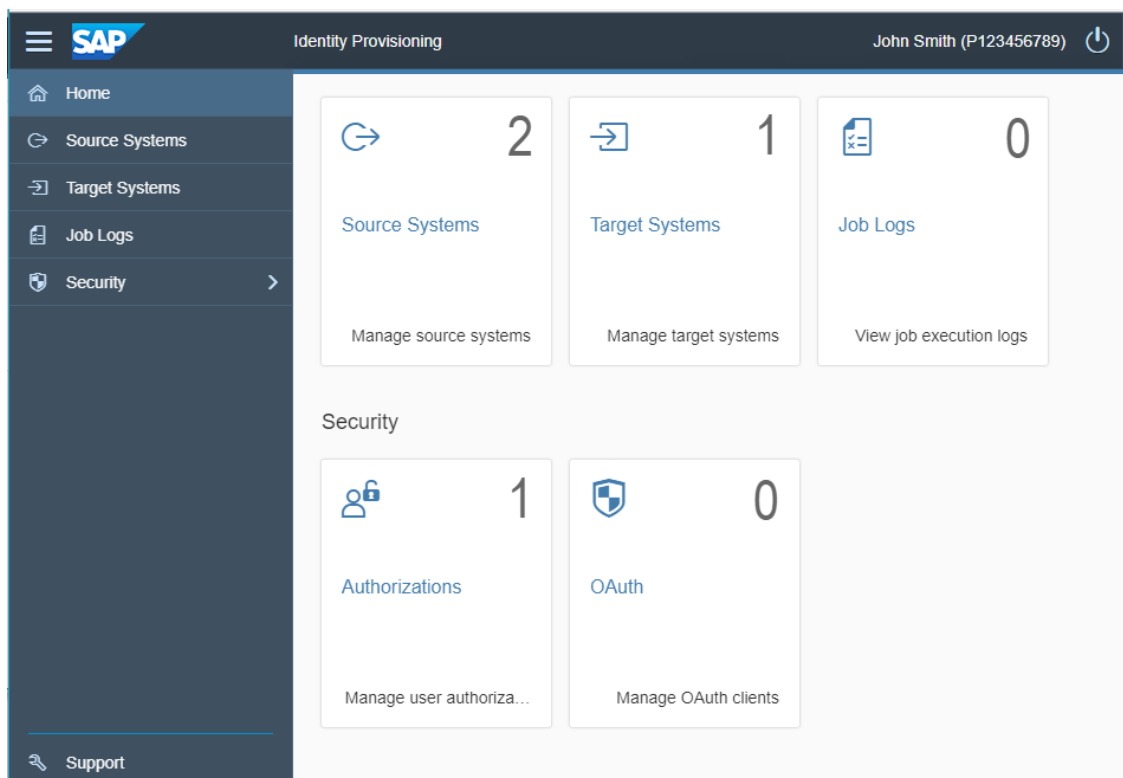 SAP
Identity Provisioning
John Smith (P123456789)
Home
Source Systems
Target Systems
Job Logs
Security
Support
2
Source Systems
Manage source systems
1
Target Systems
Manage target systems
0
Job Logs
View job execution logs
Security
1
Authorizations
Manage user authoriza...
0
OAuth
Manage OAuth clients